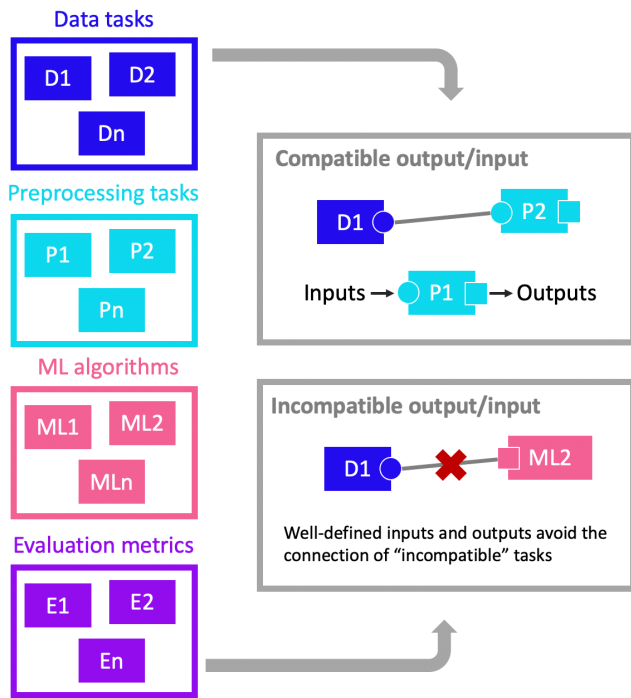 Data tasks
D1
D2
Dn
Preprocessing tasks
P1
P2
Pn
ML algorithms
ML1
ML2
MLn
Evaluation metrics
E1
E2
En
Compatible output/input
D1
P2
Inputs
P1
Outputs
Incompatible output/input
D1
ML2
Well-defined inputs and outputs avoid the
connection of “incompatible” tasks